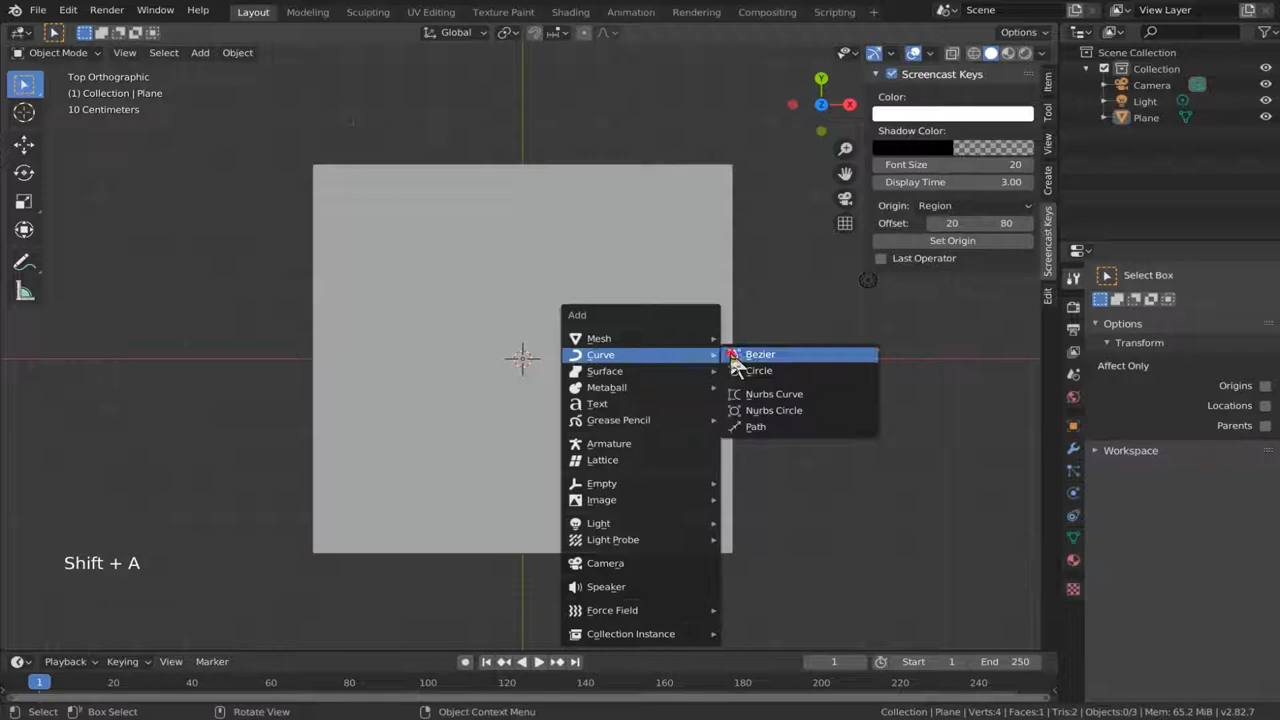 File Edit Render Window Help Layout Modeling Sculpting UV Editing Texture Paint Shading Animation Rendering Compositing Scripting + Scene View Layer
Global Options
Object Mode View Select Add Object
Top Orthographic
(1) Collection | Plane
10 Centimeters
Y
Z X
Screencast Keys
Color:
Shadow Color:
Font Size 20
Display Time 3.00
Origin: Region
Offset: 20 80
Set Origin
Last Operator
Item
Tool
View
Create
Screencast Keys
Edit
Scene Collection
Collection
Camera
Light
Plane
Select Box
Options
Transform
Affect Only
Origins
Locations
Parents
Workspace
Add
Mesh
Curve
Surface
Metaball
Text
Grease Pencil
Armature
Lattice
Empty
Image
Light
Light Probe
Camera
Speaker
Force Field
Collection Instance
Bezier
Circle
Nurbs Curve
Nurbs Circle
Path
Shift + A
Playback Keying View Marker 1 Start 1 End 250
1 20 40 60 80 100 120 140 160 180 200 220 240
Select Box Select Rotate View Object Context Menu Collection | Plane | Verts:4 | Faces:1 | Tris:2 | Objects:0/3 | Mem: 65.2 MiB | v2.82.7